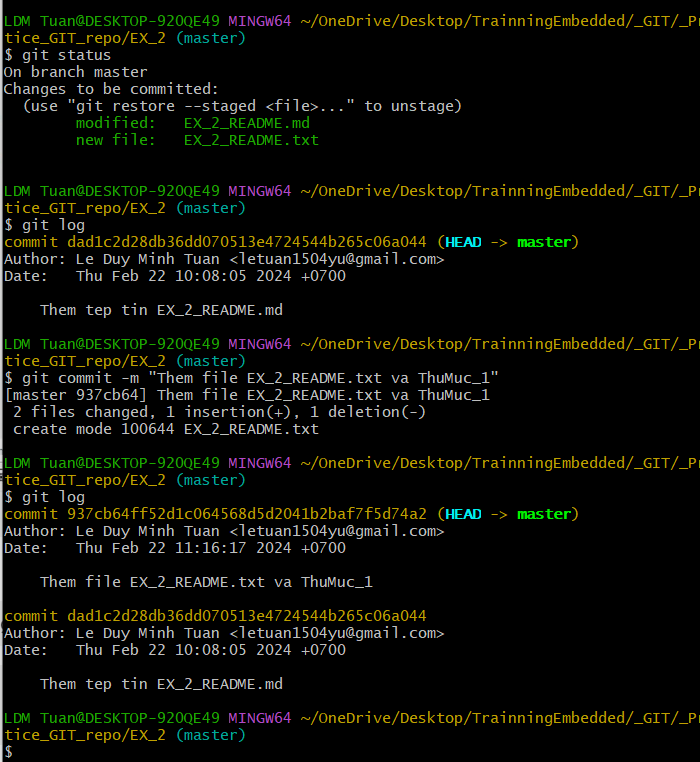 LDM Tuan@DESKTOP-920QE49 MINGW64 ~/OneDrive/Desktop/TrainningEmbedded/_GIT/_Pr
tice_GIT_repo/EX_2 (master)
$ git status
On branch master
Changes to be committed:
  (use "git restore --staged <file>..." to unstage)
        modified:   EX_2_README.md
        new file:   EX_2_README.txt

LDM Tuan@DESKTOP-920QE49 MINGW64 ~/OneDrive/Desktop/TrainningEmbedded/_GIT/_Pr
tice_GIT_repo/EX_2 (master)
$ git log
commit dad1c2d28db36dd070513e4724544b265c06a044 (HEAD -> master)
Author: Le Duy Minh Tuan <letuan1504yu@gmail.com>
Date:   Thu Feb 22 10:08:05 2024 +0700

    Them tep tin EX_2_README.md

LDM Tuan@DESKTOP-920QE49 MINGW64 ~/OneDrive/Desktop/TrainningEmbedded/_GIT/_Pr
tice_GIT_repo/EX_2 (master)
$ git commit -m "Them file EX_2_README.txt va ThuMuc_1"
[master 937cb64] Them file EX_2_README.txt va ThuMuc_1
 2 files changed, 1 insertion(+), 1 deletion(-)
 create mode 100644 EX_2_README.txt

LDM Tuan@DESKTOP-920QE49 MINGW64 ~/OneDrive/Desktop/TrainningEmbedded/_GIT/_Pr
tice_GIT_repo/EX_2 (master)
$ git log
commit 937cb64ff52d1c064568d5d2041b2baf7f5d74a2 (HEAD -> master)
Author: Le Duy Minh Tuan <letuan1504yu@gmail.com>
Date:   Thu Feb 22 11:16:17 2024 +0700

    Them file EX_2_README.txt va ThuMuc_1

commit dad1c2d28db36dd070513e4724544b265c06a044
Author: Le Duy Minh Tuan <letuan1504yu@gmail.com>
Date:   Thu Feb 22 10:08:05 2024 +0700

    Them tep tin EX_2_README.md

LDM Tuan@DESKTOP-920QE49 MINGW64 ~/OneDrive/Desktop/TrainningEmbedded/_GIT/_Pr
tice_GIT_repo/EX_2 (master)
$